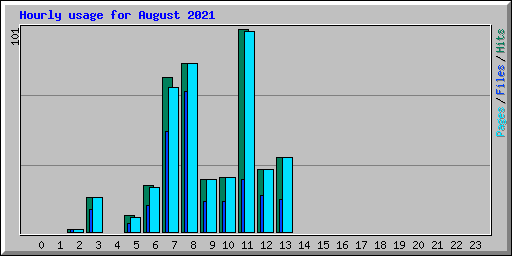 Hourly usage for August 2021
101
Pages/Files/Hits
0 1 2 3 4 5 6 7 8 9 10 11 12 13 14 15 16 17 18 19 20 21 22 23